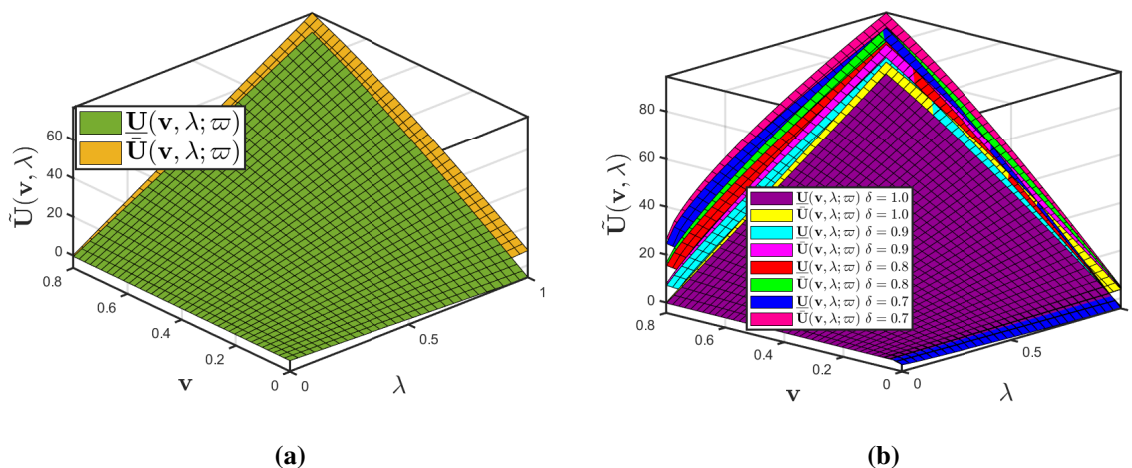 60
40
20
0
Ũ(v, λ)
U̲(v, λ; ϖ)
Ū(v, λ; ϖ)
0.8
0.6
0.4
0.2
0
v
0
0.5
1
λ
(a)
80
60
40
20
0
Ũ(v, λ)
U̲(v, λ; ϖ) δ = 1.0
Ū(v, λ; ϖ) δ = 1.0
U̲(v, λ; ϖ) δ = 0.9
Ū(v, λ; ϖ) δ = 0.9
U̲(v, λ; ϖ) δ = 0.8
Ū(v, λ; ϖ) δ = 0.8
U̲(v, λ; ϖ) δ = 0.7
Ū(v, λ; ϖ) δ = 0.7
0.8
0.6
0.4
0.2
0
v
0
0.5
λ
(b)